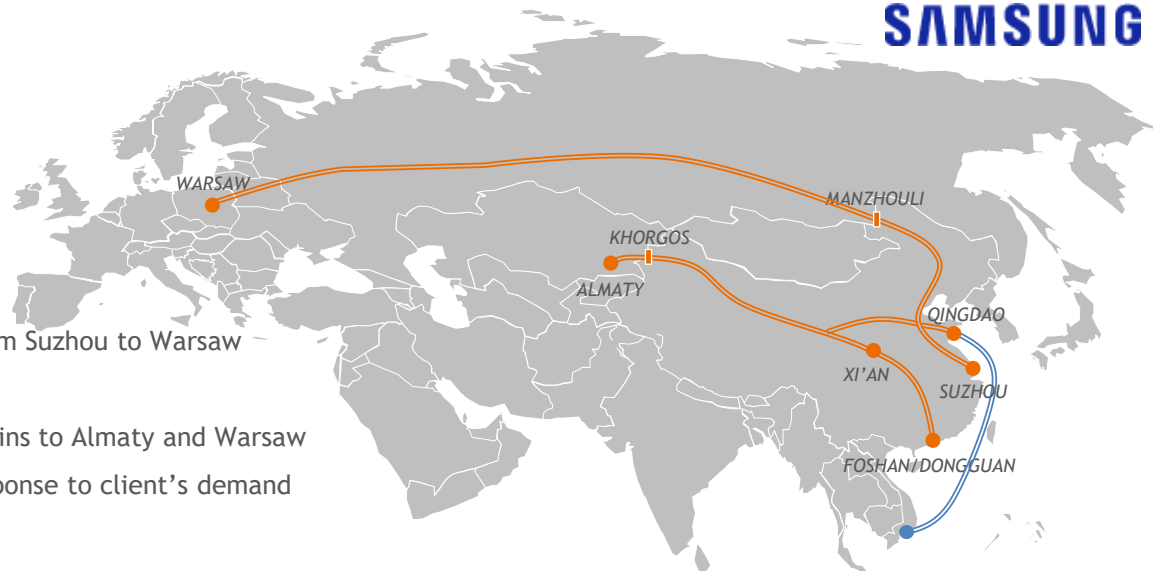 SAMSUNG
WARSAW
MANZHOULI
KHORGOS
ALMATY
QINGDAO
m Suzhou to Warsaw
XI'AN
SUZHOU
ins to Almaty and Warsaw
FOSHAN/DONGGUAN
ponse to client's demand